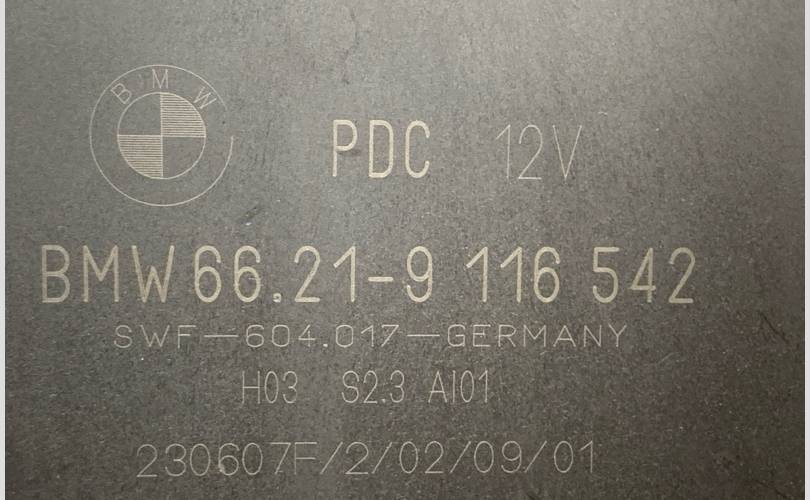 BMW
PDC 12V
BMW 66.21-9 116 542
SWF-604.017-GERMANY
H03 S2.3 AI01
230607F/2/02/09/01